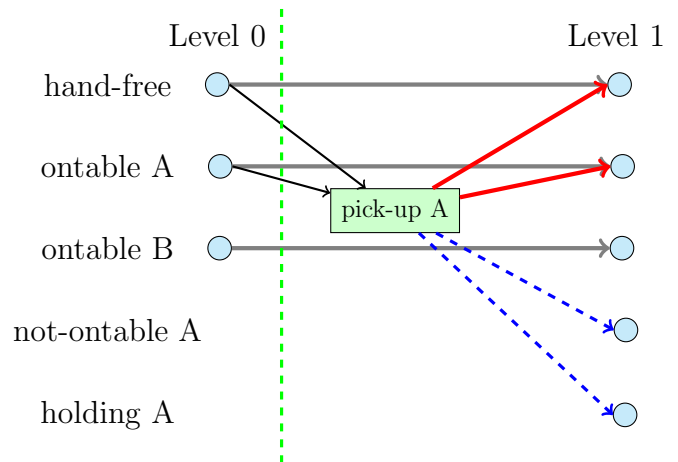 Level 0
Level 1
hand-free
ontable A
pick-up A
ontable B
not-ontable A
holding A